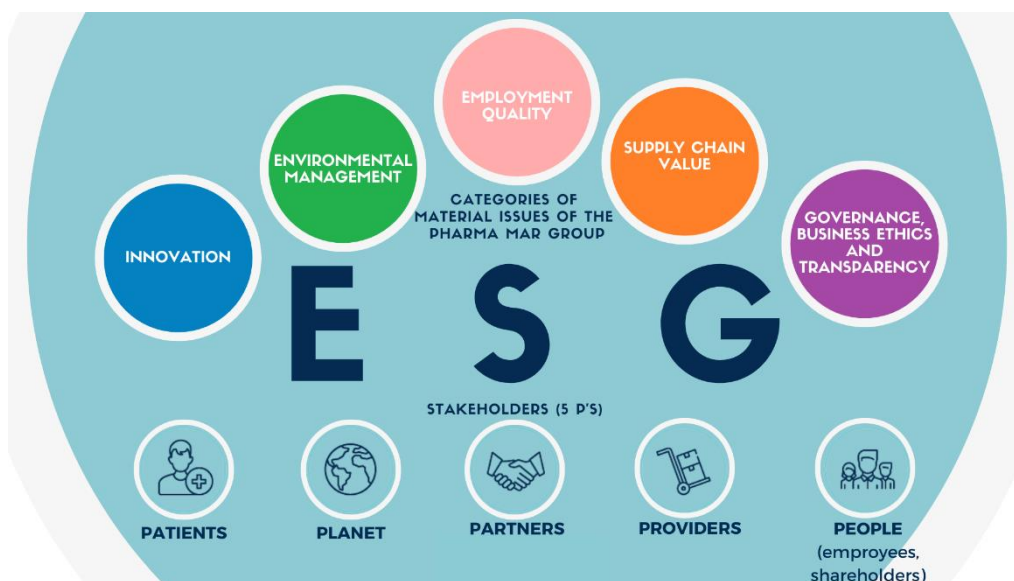 EMPLOYMENT
QUALITY
ENVIRONMENTAL
MANAGEMENT
SUPPLY CHAIN
VALUE
INNOVATION
GOVERNANCE,
BUSINESS ETHICS
AND
TRANSPARENCY
CATEGORIES OF
MATERIAL ISSUES OF THE
PHARMA MAR GROUP
E S G
STAKEHOLDERS (5 P'S)
PATIENTS
PLANET
PARTNERS
PROVIDERS
PEOPLE
(emproyees,
shareholders)